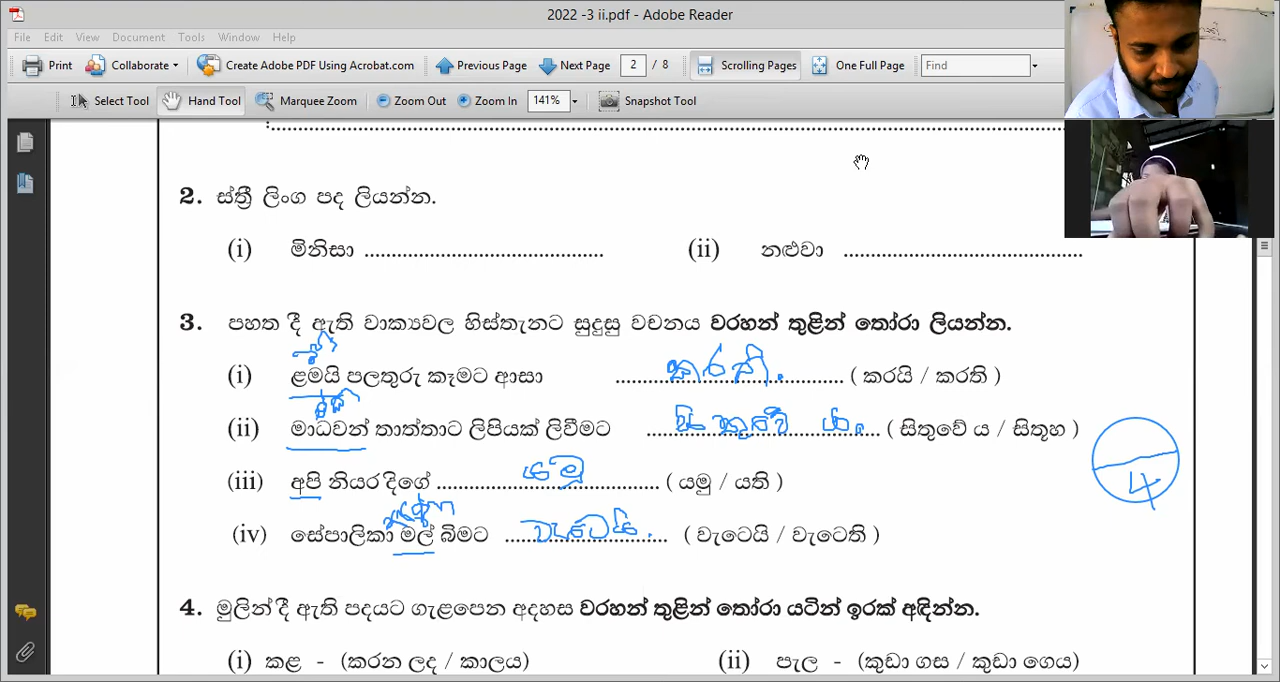 2022 -3 ii.pdf - Adobe Reader
File Edit View Document Tools Window Help
Print Collaborate Create Adobe PDF Using Acrobat.com Previous Page Next Page 2 / 8 Scrolling Pages One Full Page Find
Select Tool Hand Tool Marquee Zoom Zoom Out Zoom In 141% Snapshot Tool
2. ස්ත්‍රී ලිංග පද ලියන්න.
(i) මිනිසා ............................................ (ii) නළුවා ............................................
3. පහත දී ඇති වාක්‍යවල හිස්තැනට සුදුසු වචනය වරහන් තුළින් තෝරා ලියන්න.
(i) ළමයි පලතුරු කෑමට ආසා කරති. ( කරයි / කරති )
(ii) මාධවන් තාත්තාට ලිපියක් ලිවීමට සිතුවේ ය. ( සිතුවේ ය / සිතූහ )
(iii) අපි නියරදිගේ යමු ( යමු / යති )
(iv) සේපාලිකා මල් බිමට වැටෙයි. ( වැටෙයි / වැටෙති )
4
4. මුලින් දී ඇති පදයට ගැළපෙන අදහස වරහන් තුළින් තෝරා යටින් ඉරක් අඳින්න.
(i) කළ - (කරන ලද / කාලය) (ii) පැල - (කුඩා ගස / කුඩා ගෙය)